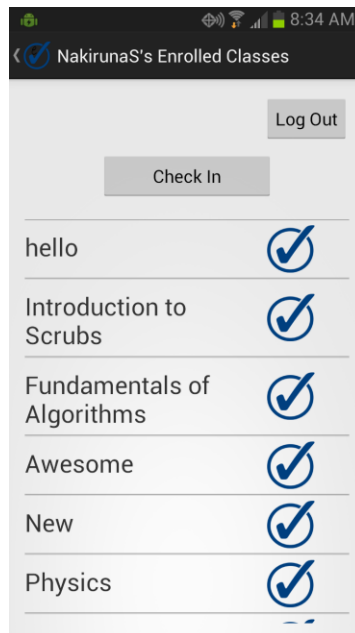 8:34 AM
NakirunaS's Enrolled Classes
Log Out
Check In
hello
Introduction to
Scrubs
Fundamentals of
Algorithms
Awesome
New
Physics